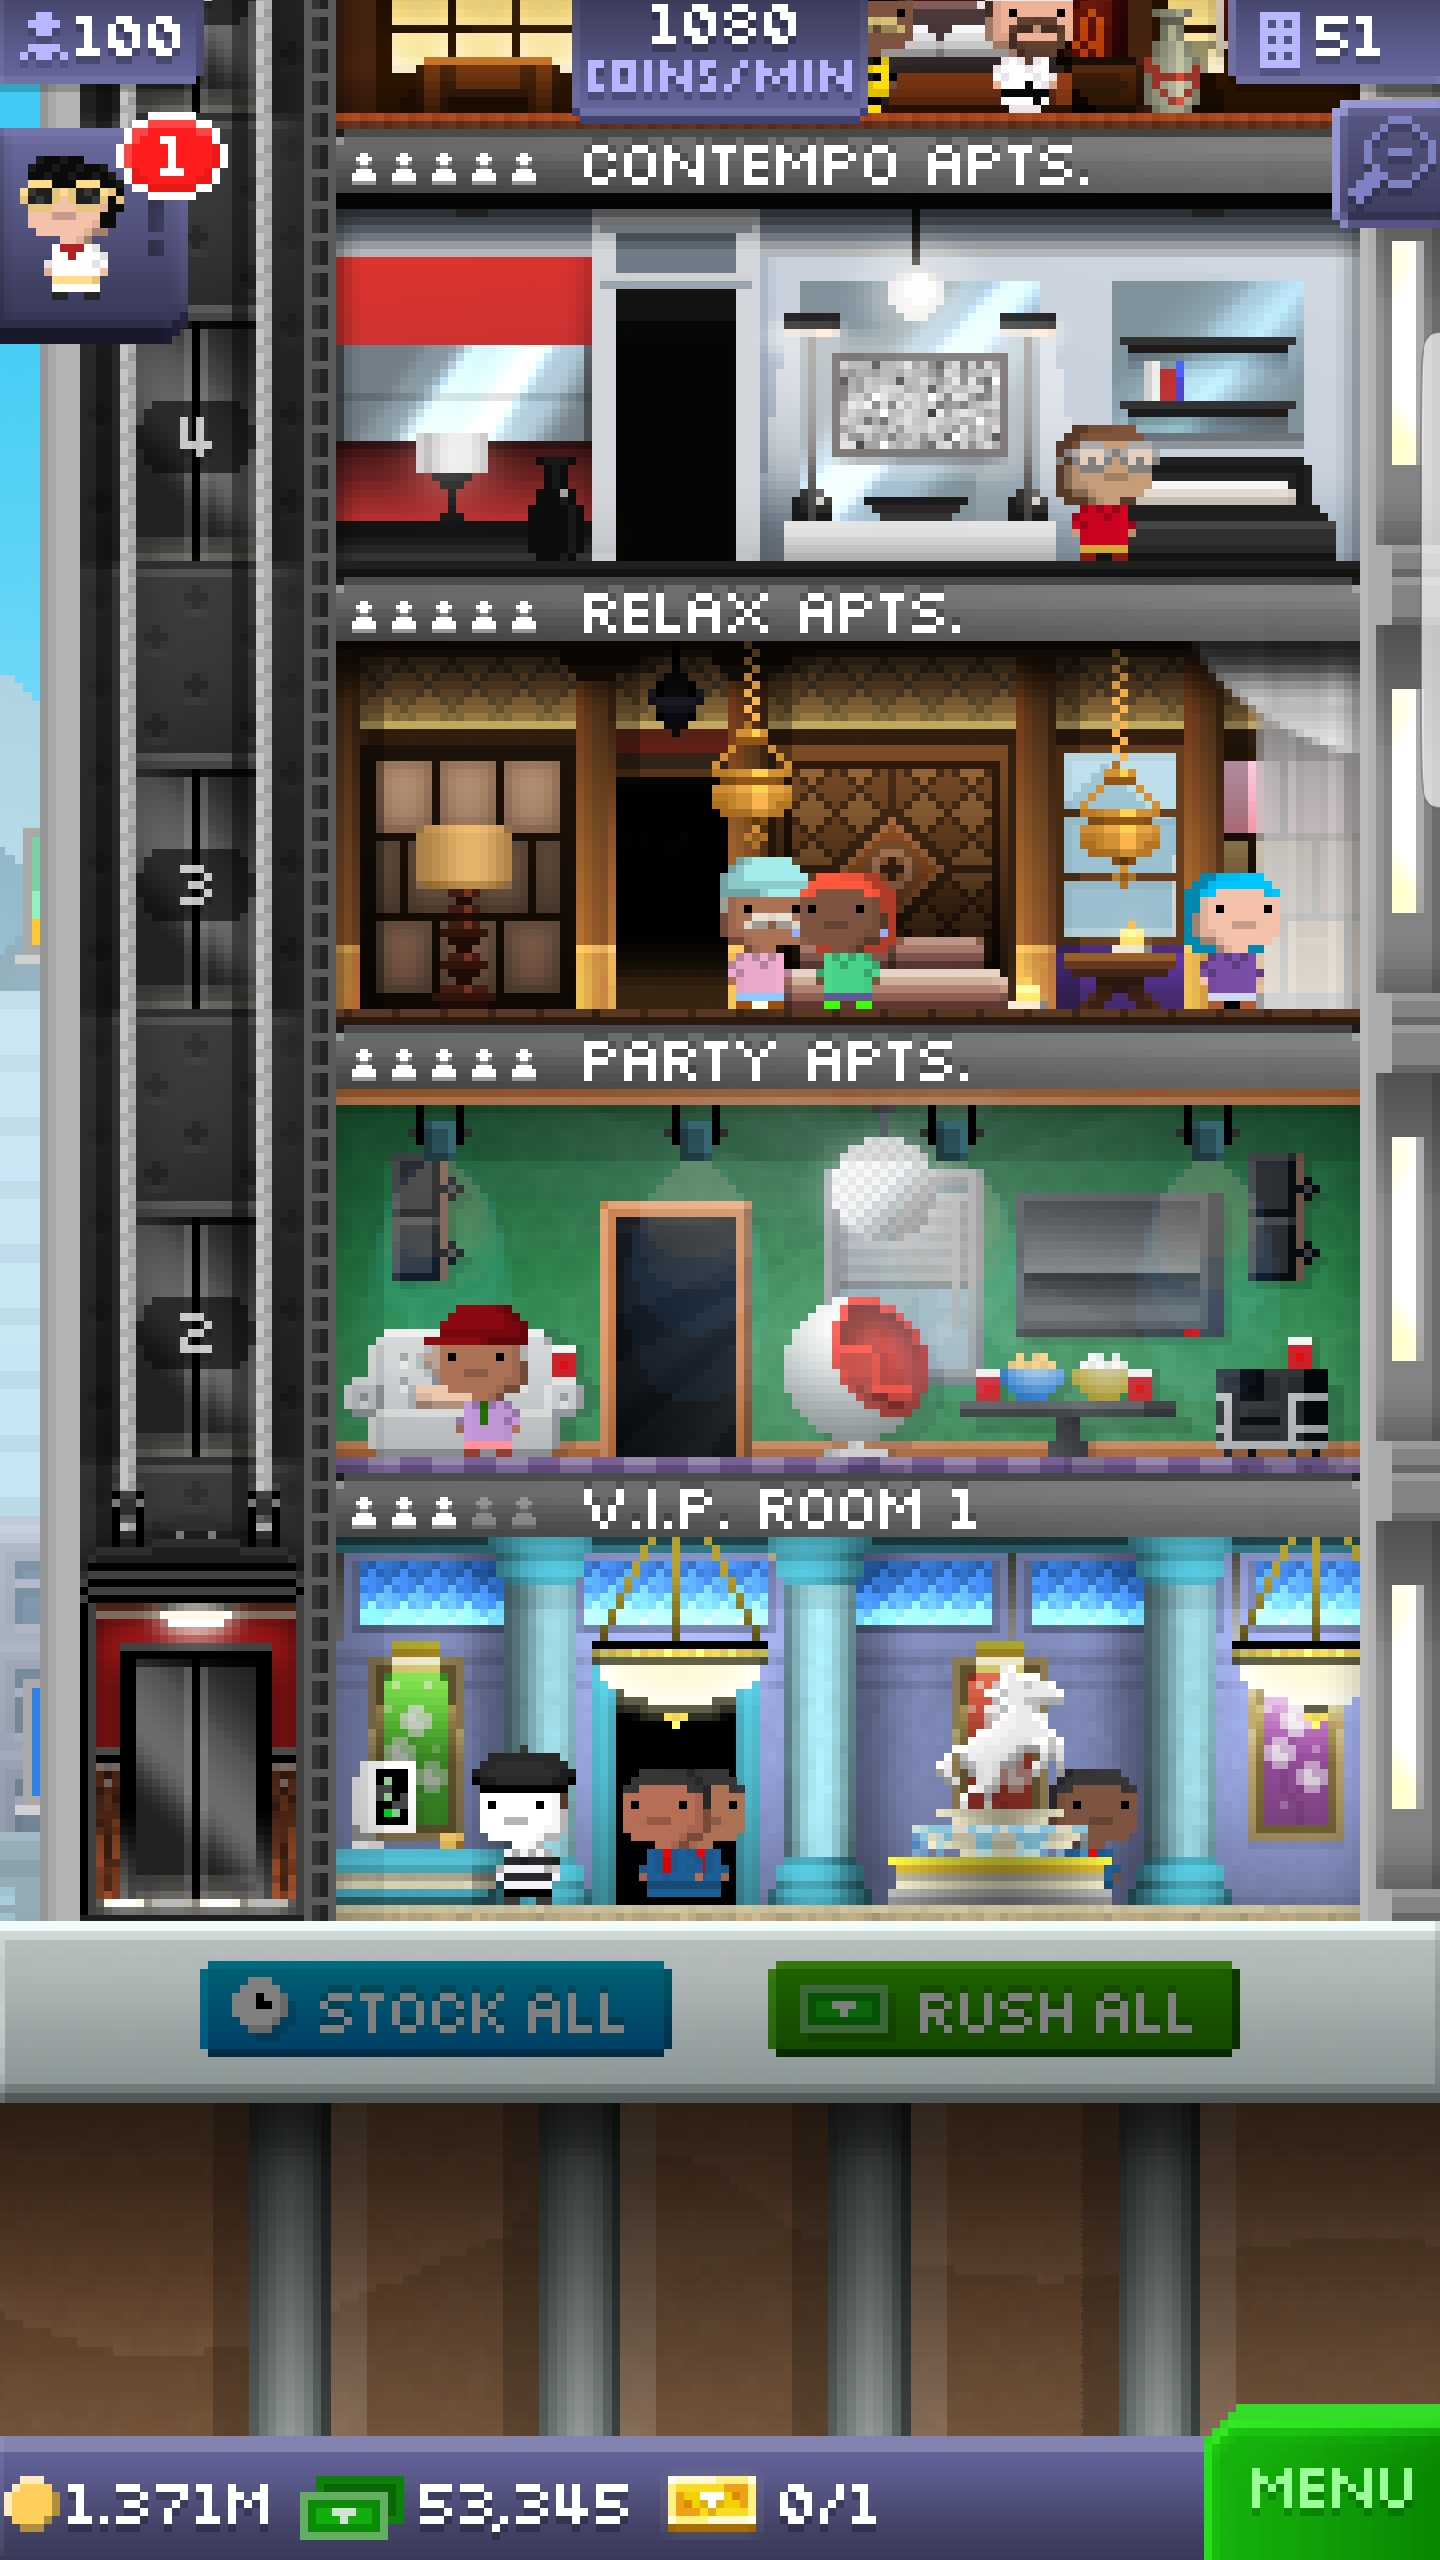 100
1080
COINS/MIN
51
1
CONTEMPO APTS.
4
RELAX APTS.
3
PARTY APTS.
2
V.I.P. ROOM 1
STOCK ALL
RUSH ALL
MENU
1.371M
53,345
0/1